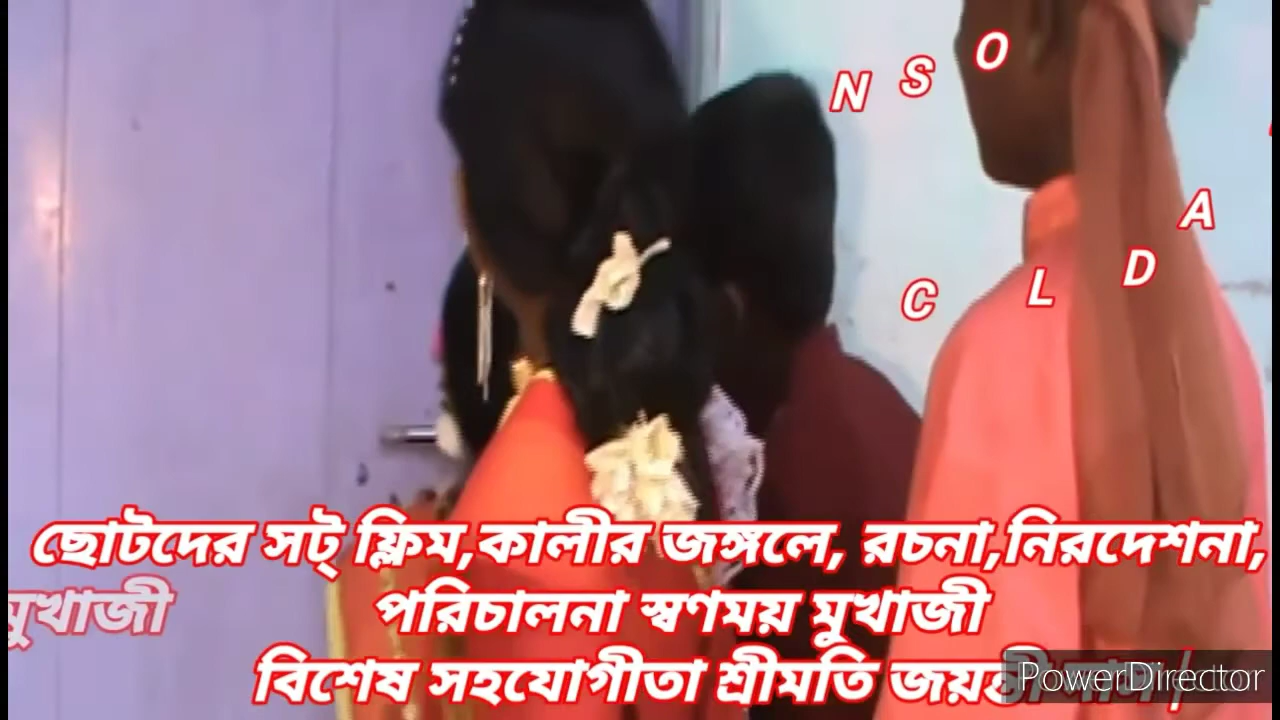 N S O
A
C L D
ছোটদের সট্ ফ্লিম,কালীর জঙ্গলে, রচনা,নিরদেশনা,
মুখাজী
পরিচালনা স্বণময় মুখাজী
বিশেষ সহযোগীতা শ্রীমতি
PowerDirector